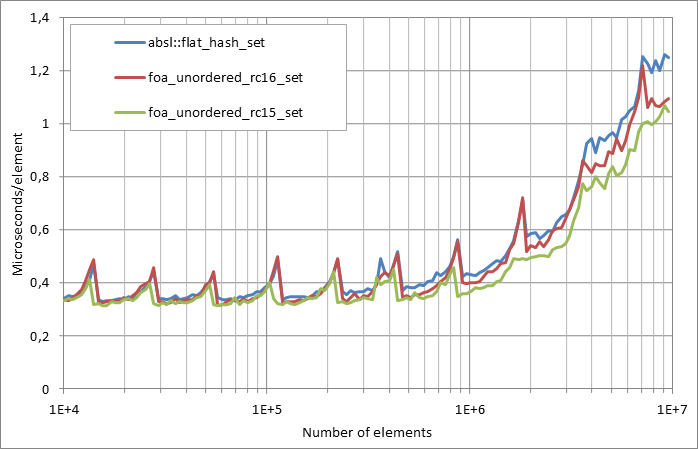 1,4
absl::flat_hash_set
foa_unordered_rc16_set
foa_unordered_rc15_set
1,2
1
0,8
0,6
0,4
0,2
0
Microseconds/element
1E+4
1E+5
1E+6
1E+7
Number of elements